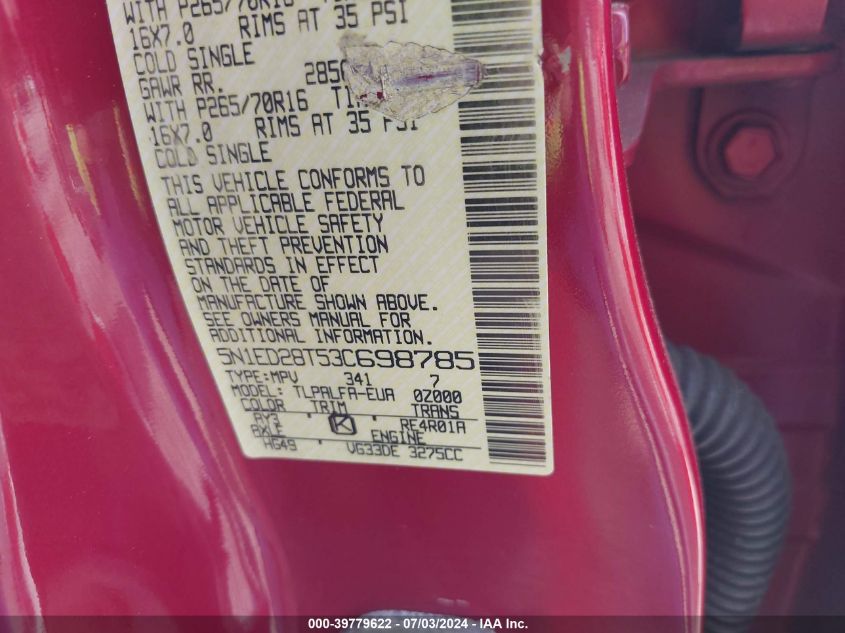 WITH P265/70R16
16X7.0 RIMS AT 35 PSI
COLD SINGLE
GAWR RR. 285
WITH P265/70R16
16X7.0 RIMS AT 35 PSI
COLD SINGLE
THIS VEHICLE CONFORMS TO
ALL APPLICABLE FEDERAL
MOTOR VEHICLE SAFETY
AND THEFT PREVENTION
STANDARDS IN EFFECT
ON THE DATE OF
MANUFACTURE SHOWN ABOVE.
SEE OWNERS MANUAL FOR
ADDITIONAL INFORMATION.
5N1ED28T53C698785
TYPE:MPV 341 7
MODEL: TLPALFA-EUA 0Z000
COLOR TRIM TRANS
K RE4R01A
ENGINE
VG33DE 3275CC
000-39779622 / 07/03/2024 - IAA Inc.